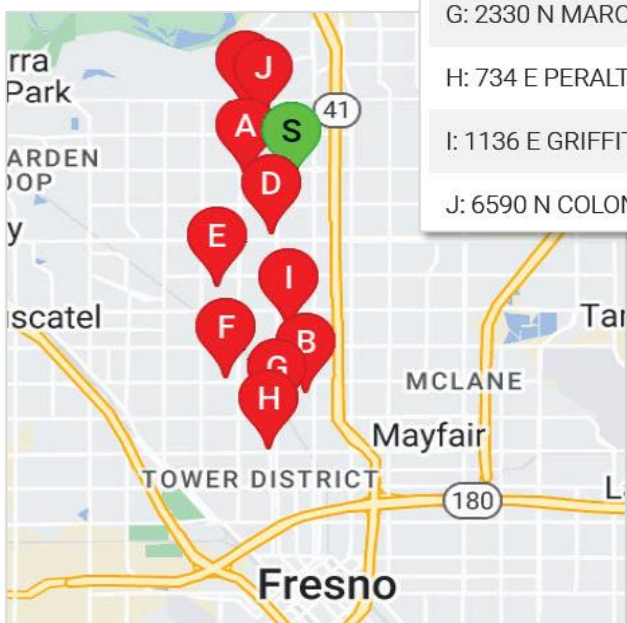 G: 2330 N MARC
H: 734 E PERALT
I: 1136 E GRIFFIT
J: 6590 N COLON
rra
Park
J
41
A
S
ARDEN
OOP
D
y
E
I
scatel
F
B
G
Tar
MCLANE
H
Mayfair
TOWER DISTRICT
180
L
Fresno